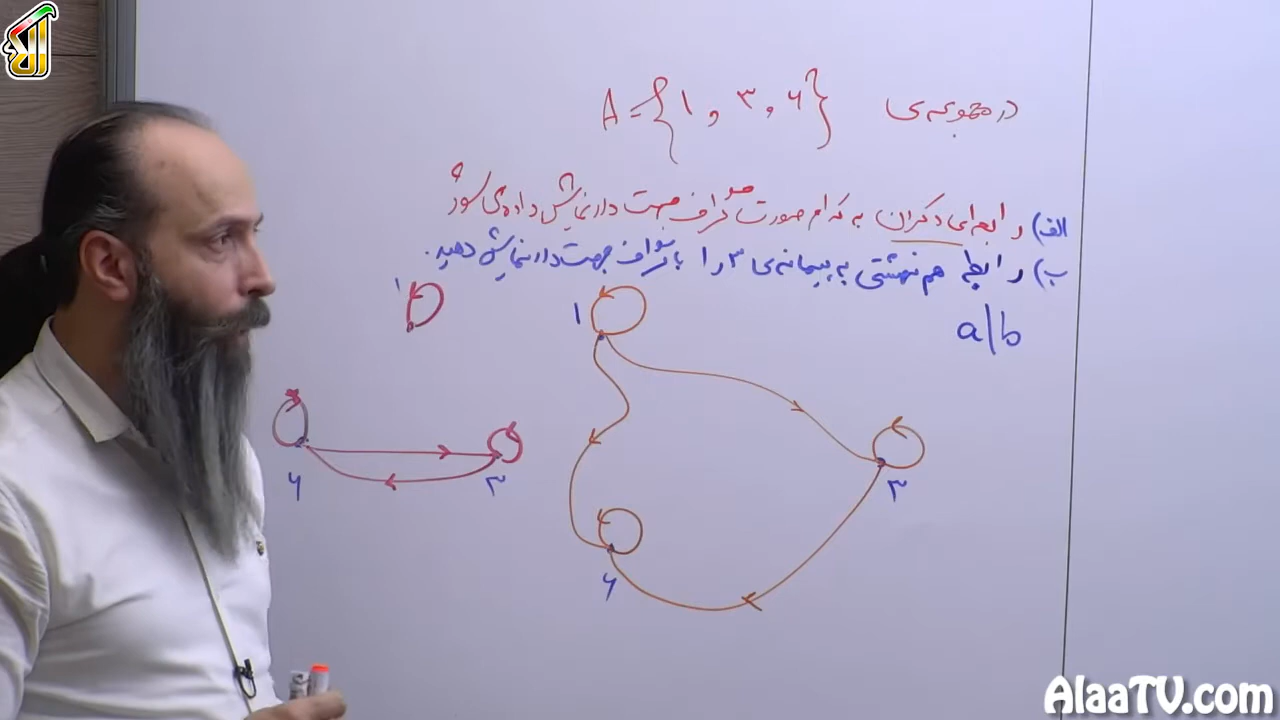 در مجموعه‌ی A = {۱ , ۳ , ۶}
الف) رابطه‌ی عاد کردن به کدام صورت گراف جهت دار نمایش داده می شود؟
ب) رابطه هم نهشتی به پیمانه‌ی ۳ را با گراف جهت دار نمایش دهید.
a|b
۱
۱
۶
۳
۳
۶
AlaaTV.com